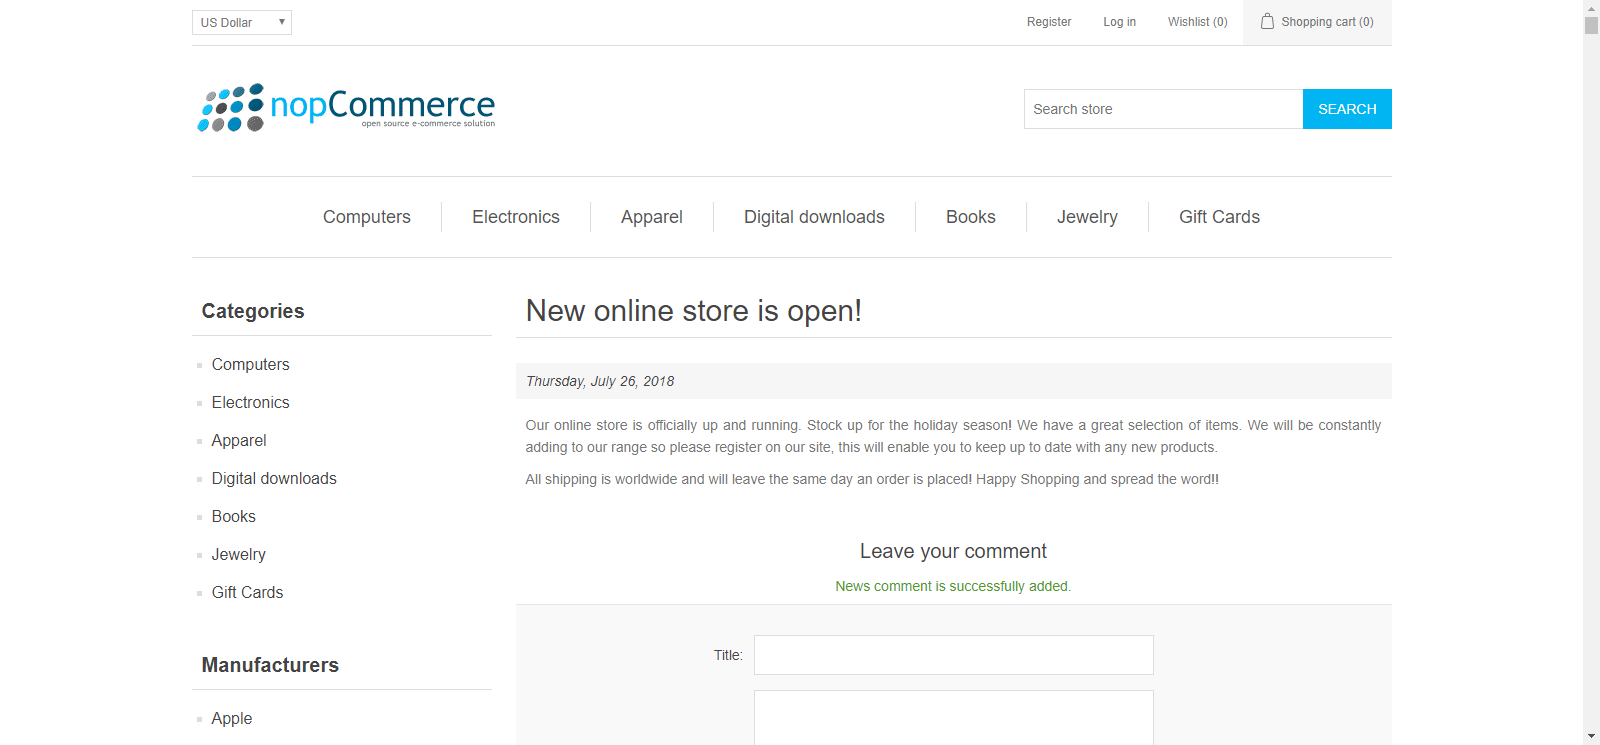 US Dollar
Register Log in Wishlist (0) Shopping cart (0)
nopCommerce
open source e-commerce solution
Search store SEARCH
Computers Electronics Apparel Digital downloads Books Jewelry Gift Cards
Categories
Computers
Electronics
Apparel
Digital downloads
Books
Jewelry
Gift Cards
Manufacturers
Apple
New online store is open!
Thursday, July 26, 2018
Our online store is officially up and running. Stock up for the holiday season! We have a great selection of items. We will be constantly
adding to our range so please register on our site, this will enable you to keep up to date with any new products.
All shipping is worldwide and will leave the same day an order is placed! Happy Shopping and spread the word!!
Leave your comment
News comment is successfully added.
Title: